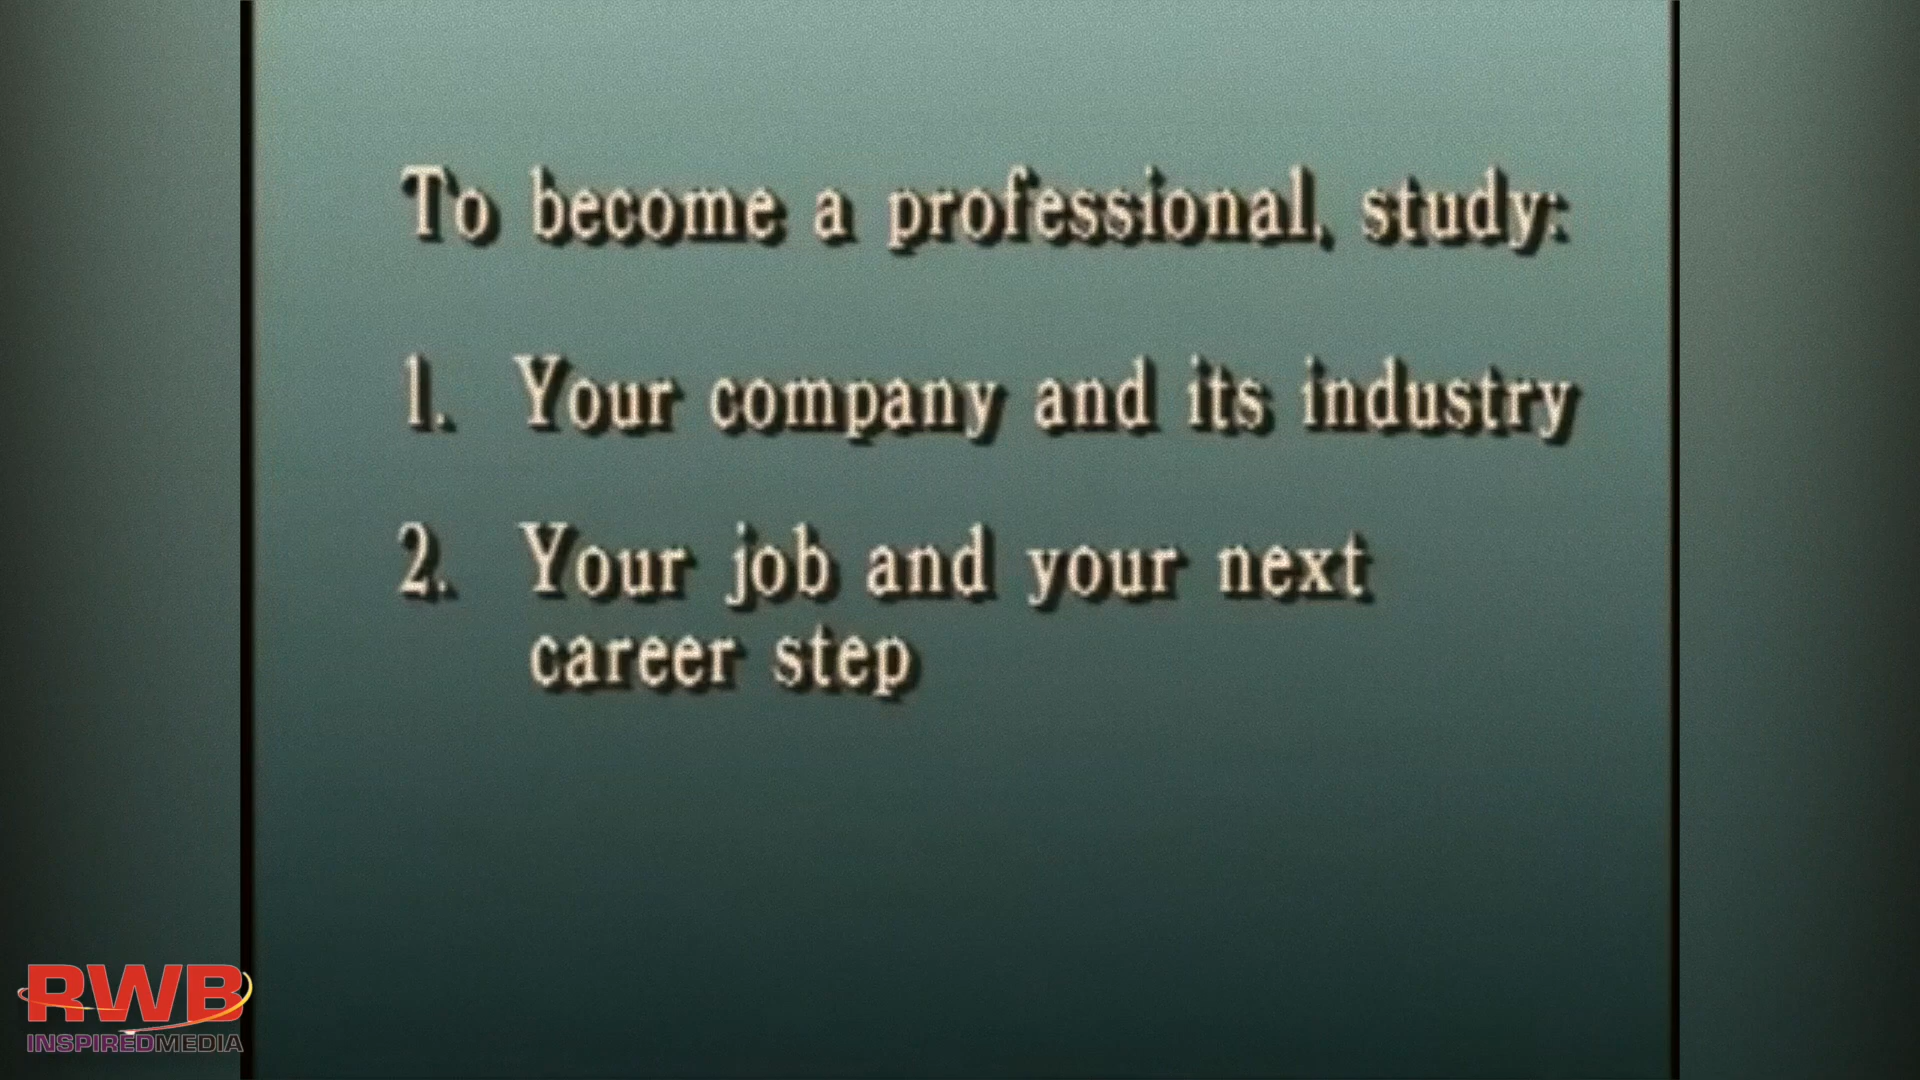 To become a professional, study:
1. Your company and its industry
2. Your job and your next
career step
RWB
INSPIREDMEDIA